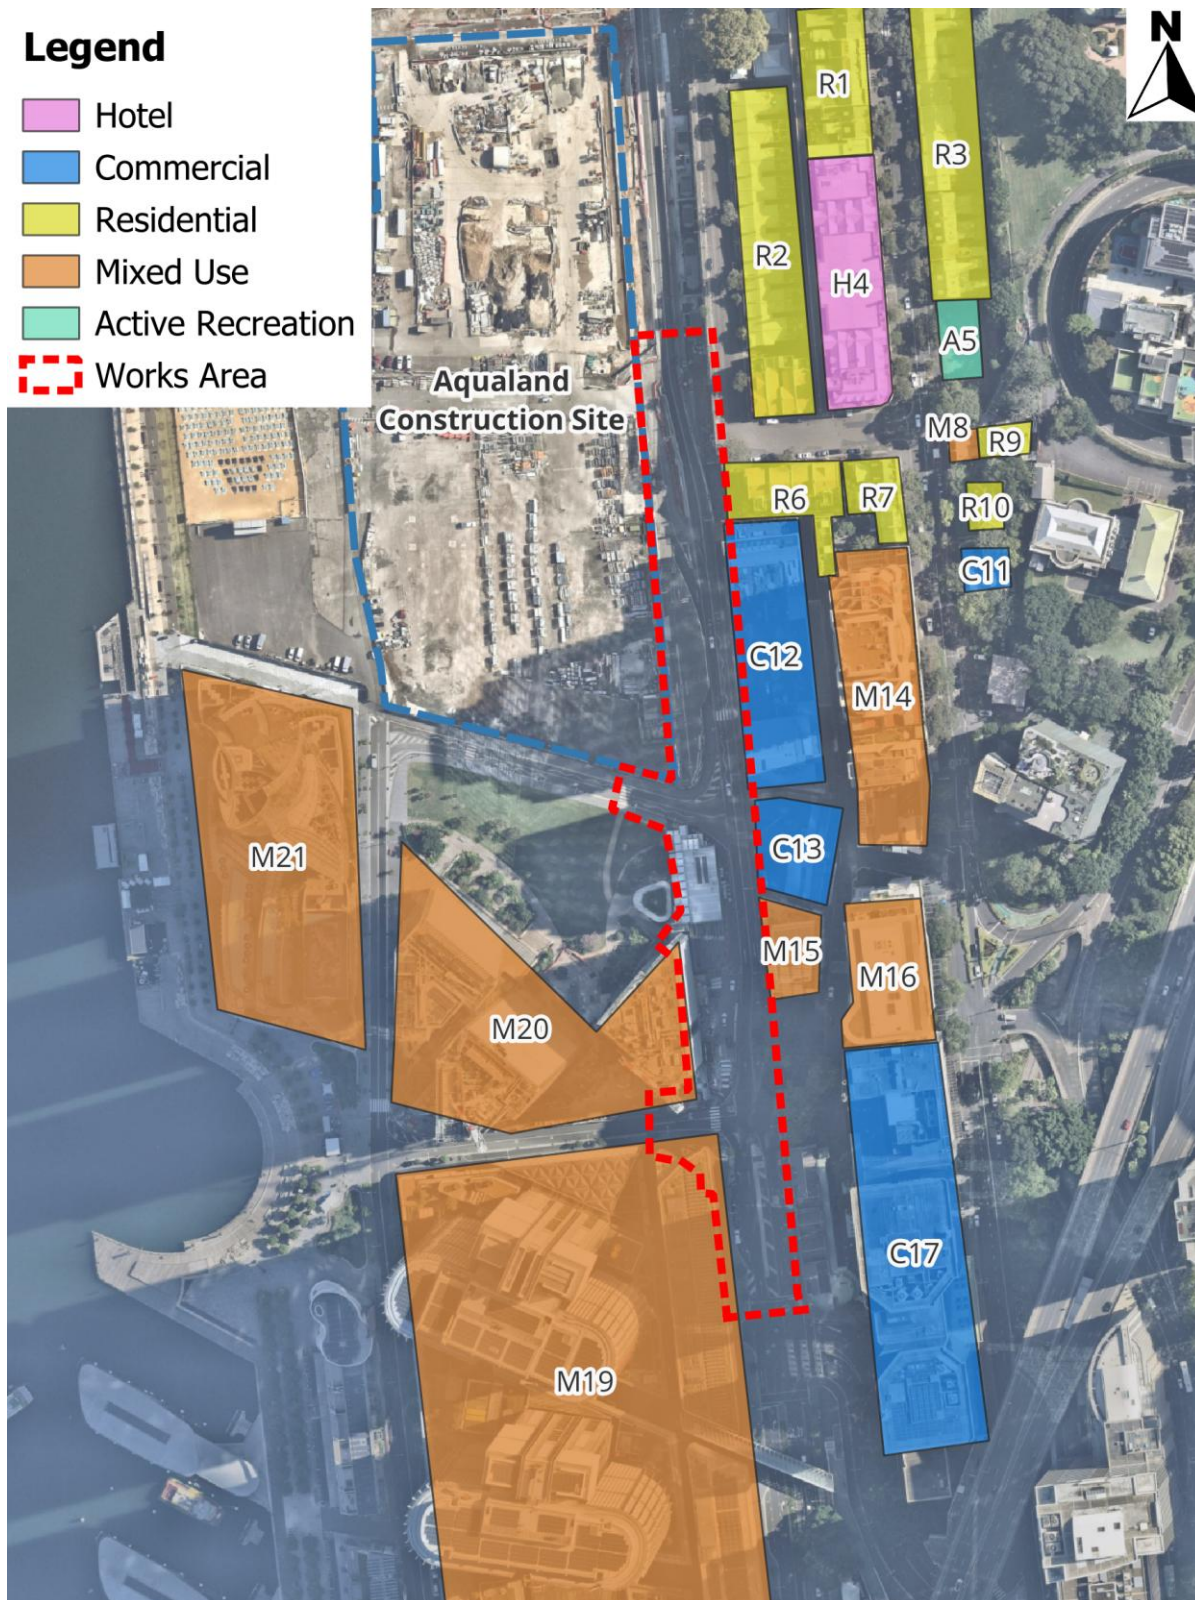 Legend
Hotel
Commercial
Residential
Mixed Use
Active Recreation
Works Area
N
R1
R3
R2
H4
A5
Aqualand
Construction Site
M8
R9
R6
R7
R10
C11
C12
M14
C13
M21
M15
M16
M20
C17
M19